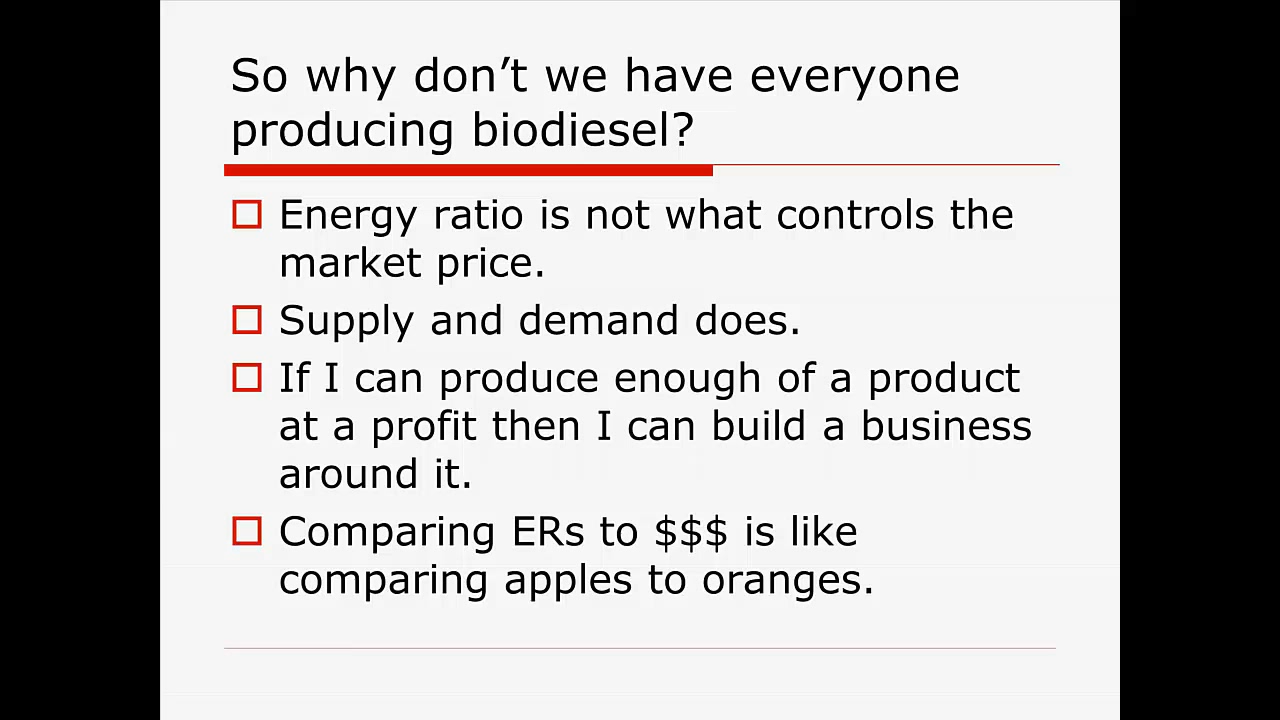 So why don’t we have everyone
producing biodiesel?
Energy ratio is not what controls the
market price.
Supply and demand does.
If I can produce enough of a product
at a profit then I can build a business
around it.
Comparing ERs to $$$ is like
comparing apples to oranges.